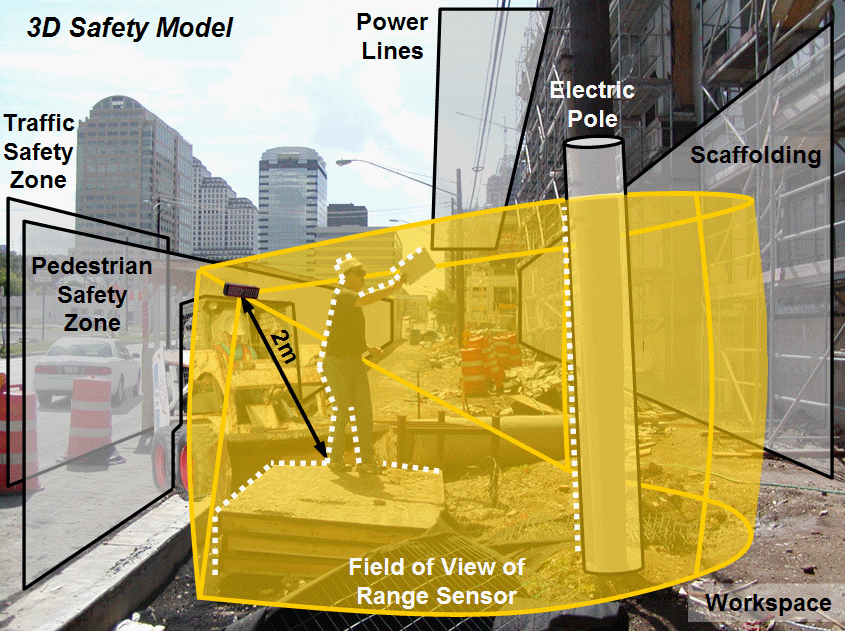 3D Safety Model
Power
Lines
Electric
Pole
Traffic
Safety
Zone
Scaffolding
Pedestrian
Safety
Zone
2m
Field of View of
Range Sensor
Workspace